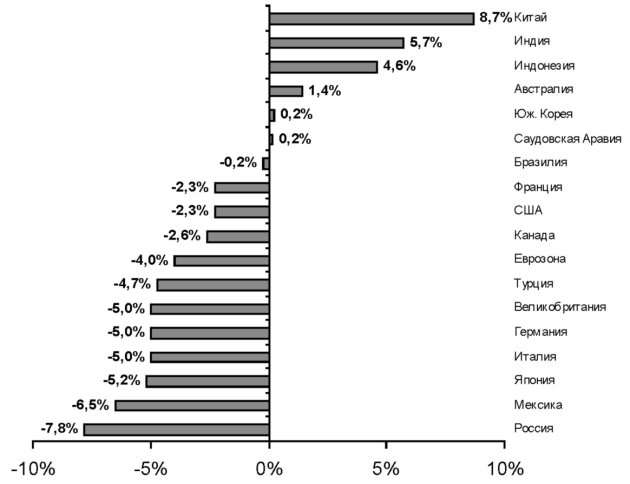 8,7% Китай
5,7% Индия
4,6% Индонезия
1,4% Австралия
0,2% Юж. Корея
0,2% Саудовская Аравия
-0,2% Бразилия
-2,3% Франция
-2,3% США
-2,6% Канада
-4,0% Еврозона
-4,7% Турция
-5,0% Великобритания
-5,0% Германия
-5,0% Италия
-5,2% Япония
-6,5% Мексика
-7,8% Россия
-10% -5% 0% 5% 10%